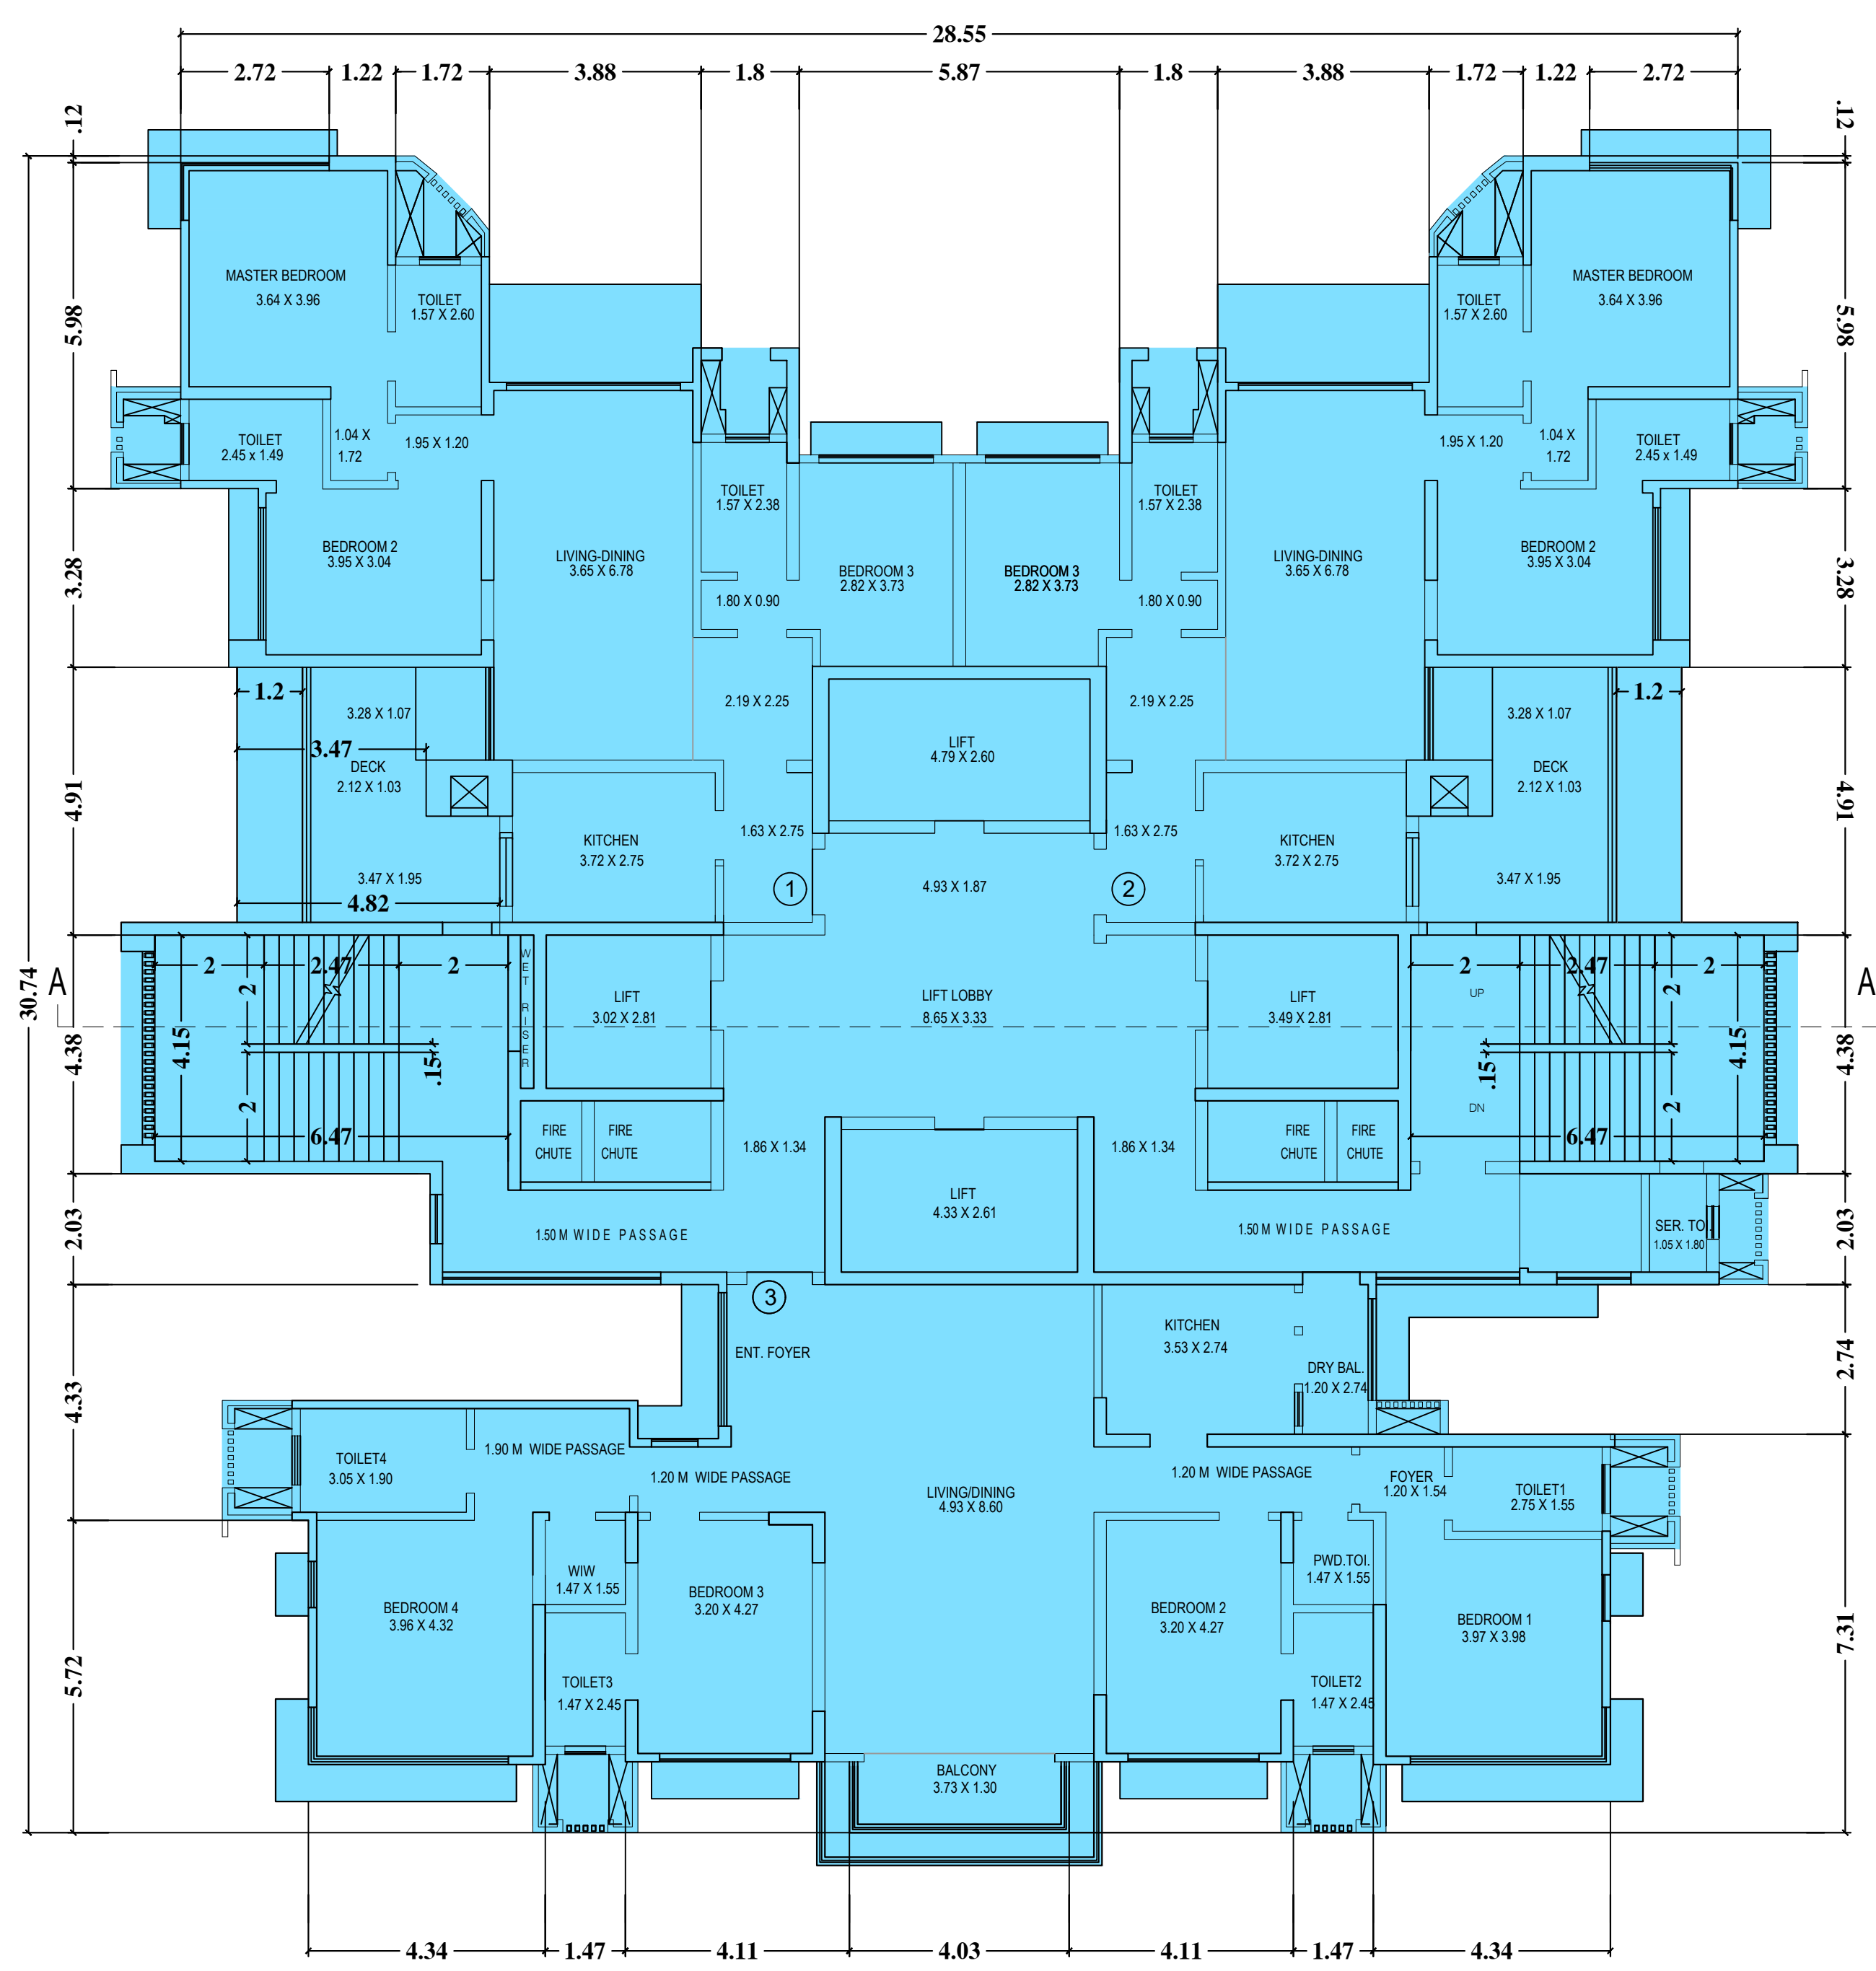 28.55
2.72 1.22 1.72 3.88 1.8 5.87 1.8 3.88 1.72 1.22 2.72
.12
.12
MASTER BEDROOM
3.64 X 3.96
TOILET
1.57 X 2.60
TOILET
1.57 X 2.60
MASTER BEDROOM
3.64 X 3.96
5.98
5.98
TOILET
2.45 x 1.49
1.04 X
1.72
1.95 X 1.20
1.95 X 1.20
1.04 X
1.72
TOILET
2.45 x 1.49
TOILET
1.57 X 2.38
TOILET
1.57 X 2.38
BEDROOM 2
3.95 X 3.04
LIVING-DINING
3.65 X 6.78
BEDROOM 3
2.82 X 3.73
BEDROOM 3
2.82 X 3.73
LIVING-DINING
3.65 X 6.78
BEDROOM 2
3.95 X 3.04
3.28
3.28
1.80 X 0.90
1.80 X 0.90
1.2
1.2
3.28 X 1.07
2.19 X 2.25
2.19 X 2.25
3.28 X 1.07
3.47
LIFT
4.79 X 2.60
DECK
2.12 X 1.03
DECK
2.12 X 1.03
4.91
4.91
KITCHEN
3.72 X 2.75
1.63 X 2.75
1.63 X 2.75
KITCHEN
3.72 X 2.75
3.47 X 1.95
4.82
1
4.93 X 1.87
2
3.47 X 1.95
30.74
A
A
2 2.47 2
2 2.47 2
WET RISER
UP
LIFT
3.02 X 2.81
LIFT LOBBY
8.65 X 3.33
LIFT
3.49 X 2.81
2
2
4.38
4.15
.15
.15
4.15
4.38
2
2
DN
6.47
6.47
FIRE
CHUTE
FIRE
CHUTE
1.86 X 1.34
1.86 X 1.34
FIRE
CHUTE
FIRE
CHUTE
LIFT
4.33 X 2.61
2.03
2.03
1.50 M WIDE PASSAGE
1.50 M WIDE PASSAGE
SER. TO
1.05 X 1.80
3
ENT. FOYER
KITCHEN
3.53 X 2.74
DRY BAL.
1.20 X 2.74
4.33
2.74
TOILET4
3.05 X 1.90
1.90 M WIDE PASSAGE
1.20 M WIDE PASSAGE
LIVING/DINING
4.93 X 8.60
1.20 M WIDE PASSAGE
FOYER
1.20 X 1.54
TOILET1
2.75 X 1.55
BEDROOM 4
3.96 X 4.32
WIW
1.47 X 1.55
BEDROOM 3
3.20 X 4.27
BEDROOM 2
3.20 X 4.27
PWD.TOI.
1.47 X 1.55
BEDROOM 1
3.97 X 3.98
5.72
7.31
TOILET3
1.47 X 2.45
TOILET2
1.47 X 2.45
BALCONY
3.73 X 1.30
4.34 1.47 4.11 4.03 4.11 1.47 4.34